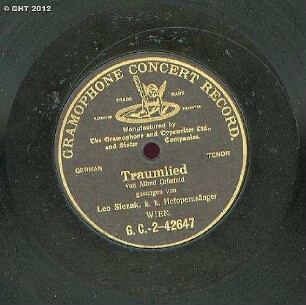 © GHT 2012
GRAMOPHONE CONCERT RECORD.
TRADE MARK
Manufactured by
The Gramophone and Typewriter Ltd.,
and Sister Companies.
GERMAN TENOR
Traumlied
von Alfred Grünfeld
gesungen von
Leo Slezak, k. k. Hofopernsänger
WIEN.
G. C.-2-42647